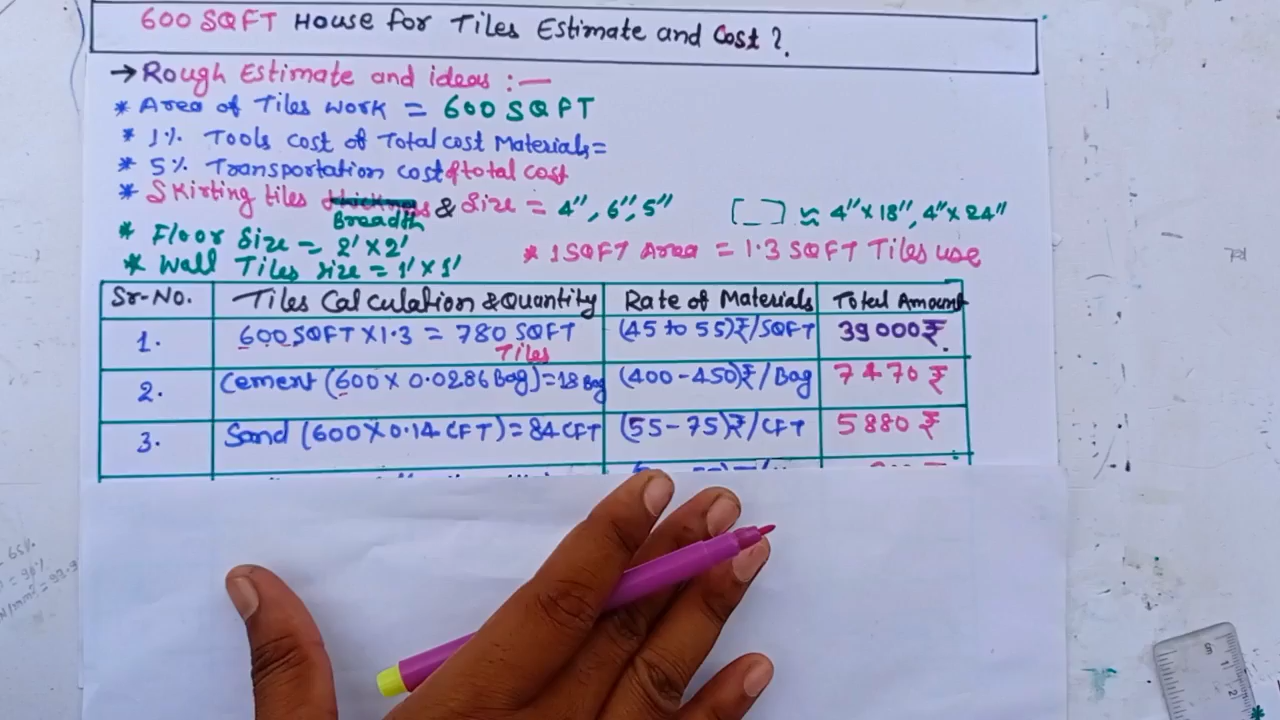 600 SQFT House for Tiles Estimate and Cost ?.
→ Rough Estimate and ideas :—
* Area of Tiles work = 600 SQFT
* 1% Tools cost of Total cost Materials=
* 5% Transportation cost of total cost
* Skirting tiles & Size = 4", 6", 5" ≈ 4"x18", 4"x24"
Breadth
* Floor Size = 2'x2'
* 1SQFT Area = 1.3 SQFT Tiles use
* Wall Tiles size = 1'x1'
Sr-No. Tiles Calculation & Quantity Rate of Materials Total Amount
1. 600 SQFT X1.3 = 780 SQFT (45 to 55)₹/SQFT 39000₹.
Tiles
2. Cement (600 X 0.0286 Bag)=18 Bag (400-450)₹/Bag 7470 ₹
3. Sand (600X0.14 CFT)= 84 CFT (55-75)₹/CFT 5880 ₹